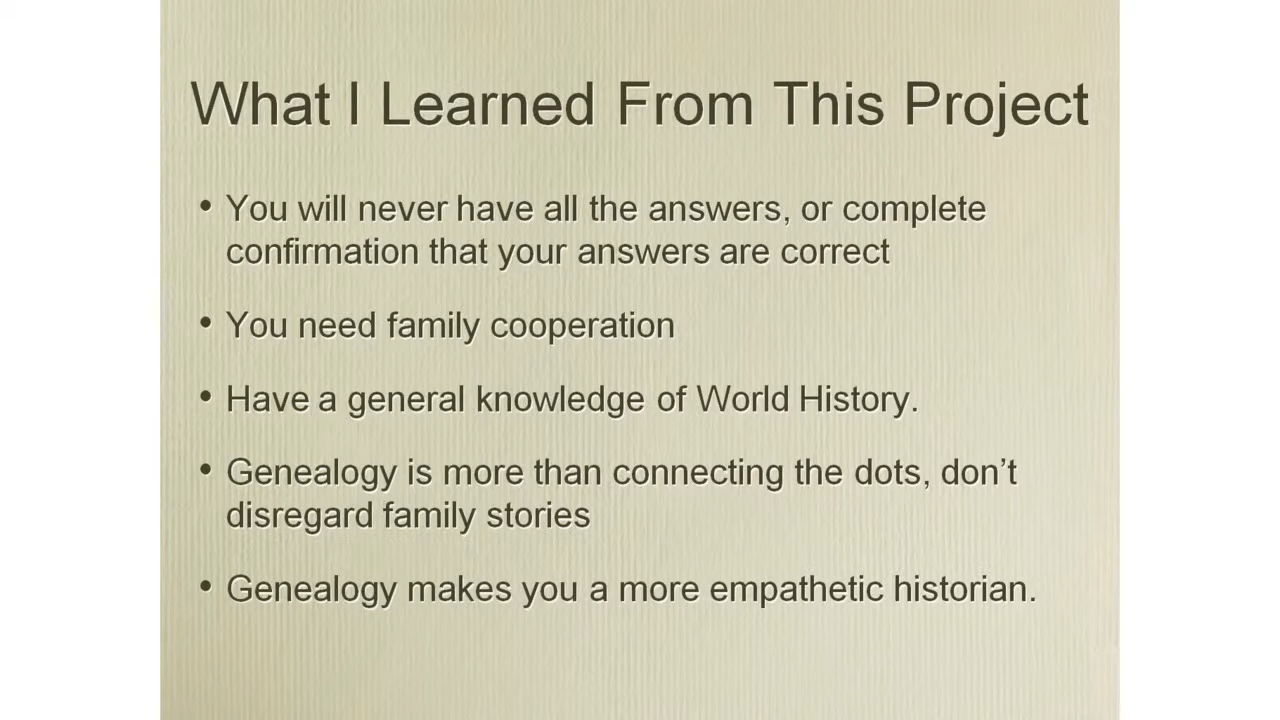 What I Learned From This Project
• You will never have all the answers, or complete
confirmation that your answers are correct
• You need family cooperation
• Have a general knowledge of World History.
• Genealogy is more than connecting the dots, don’t
disregard family stories
• Genealogy makes you a more empathetic historian.